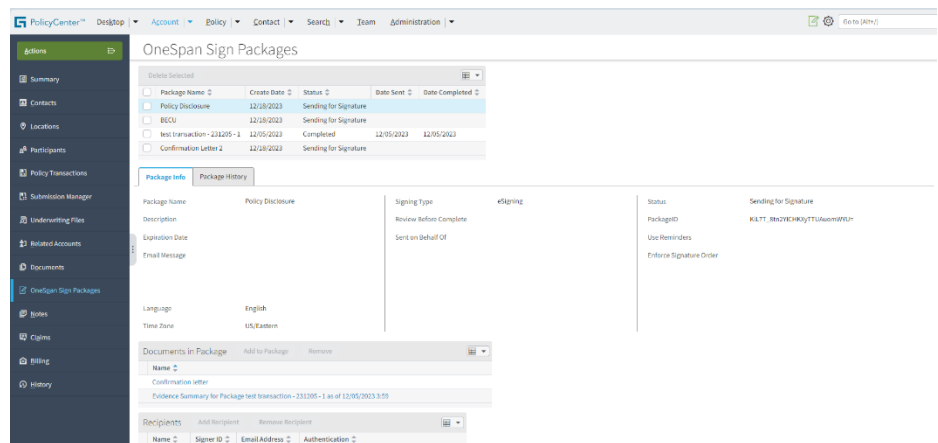 PolicyCenter™ Desktop Account Policy Contact Search Team Administration Go to (Alt+/)
Actions
Summary
Contacts
Locations
Participants
Policy Transactions
Submission Manager
Underwriting Files
Related Accounts
Documents
OneSpan Sign Packages
Notes
Claims
Billing
History
OneSpan Sign Packages
Delete Selected
Package Name Create Date Status Date Sent Date Completed
Policy Disclosure 12/19/2023 Sending for Signature
BECU 12/19/2023 Sending for Signature
test transaction - 231205 - 1 12/05/2023 Completed 12/05/2023 12/05/2023
Confirmation Letter 2 12/19/2023 Sending for Signature
Package Info Package History
Package Name Policy Disclosure Signing Type eSigning Status Sending for Signature
Description Review Before Complete PackageID
Expiration Date Sent on Behalf Of Use Reminders
Email Message Enforce Signature Order
Language English
Time Zone US/Eastern
Documents in Package Add to Package Remove
Name
Confirmation letter
Evidence Summary for Package test transaction - 231205 - 1 as of 12/05/2023 3:55
Recipients Add Recipient Remove Recipient
Name Signer ID Email Address Authentication